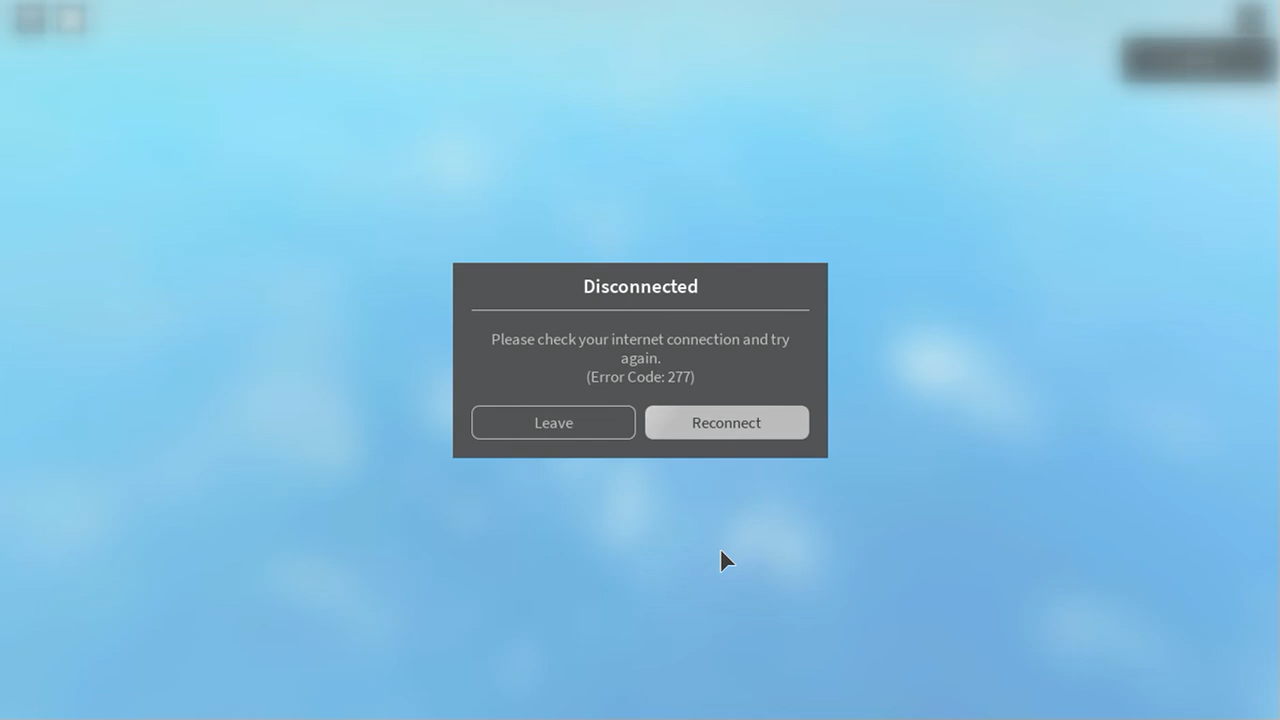 Disconnected
Please check your internet connection and try
again.
(Error Code: 277)
Leave
Reconnect